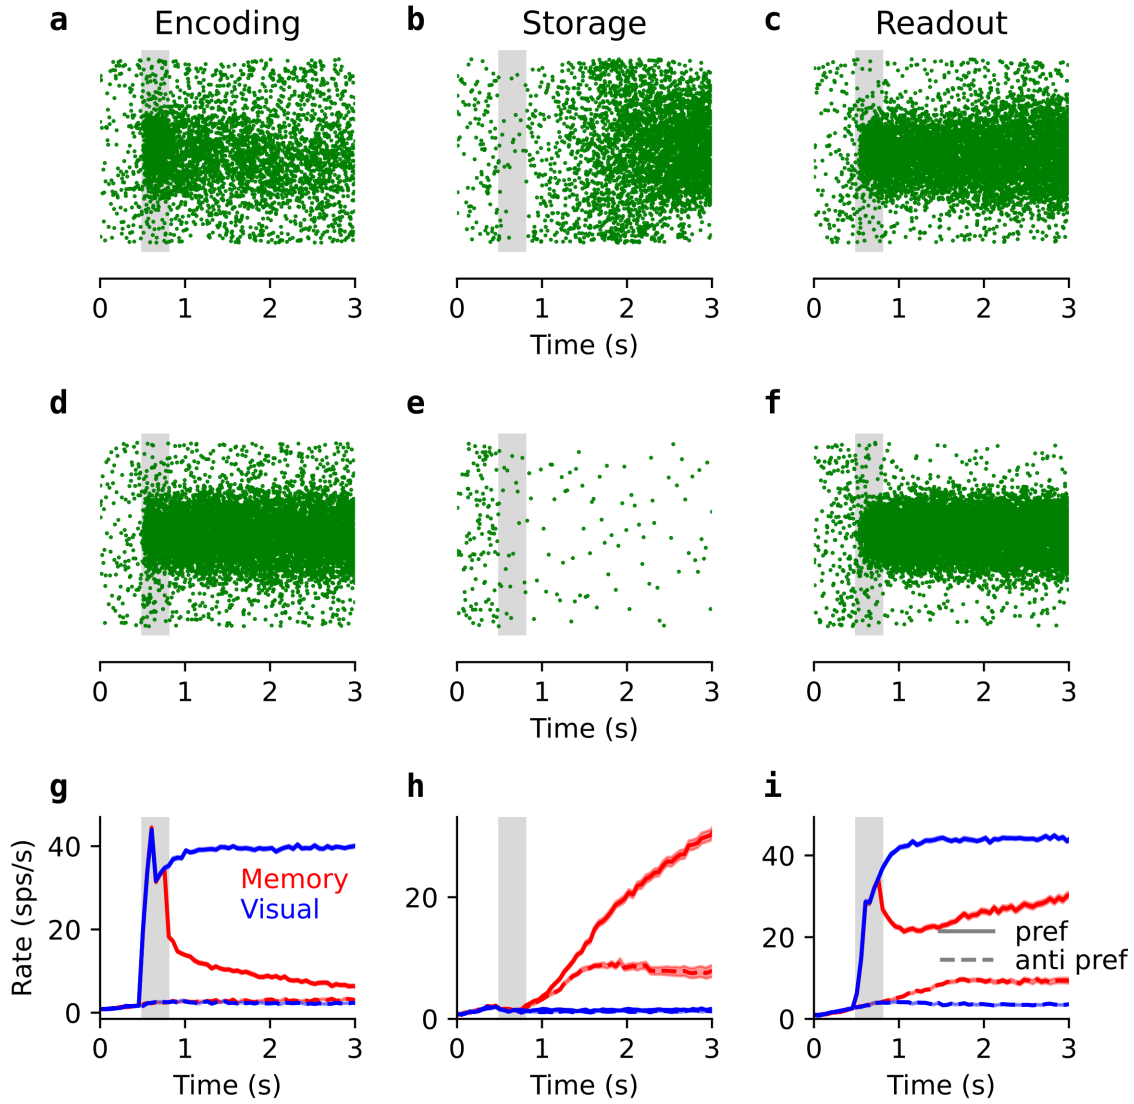 a Encoding b Storage c Readout
0 1 2 3 0 1 2 3 0 1 2 3
Time (s)
d e f
0 1 2 3 0 1 2 3 0 1 2 3
Time (s)
g h i
40
20
0
Rate (sps/s)
Memory
Visual
20
0
40
20
0
pref
anti pref
0 1 2 3 0 1 2 3 0 1 2 3
Time (s) Time (s) Time (s)